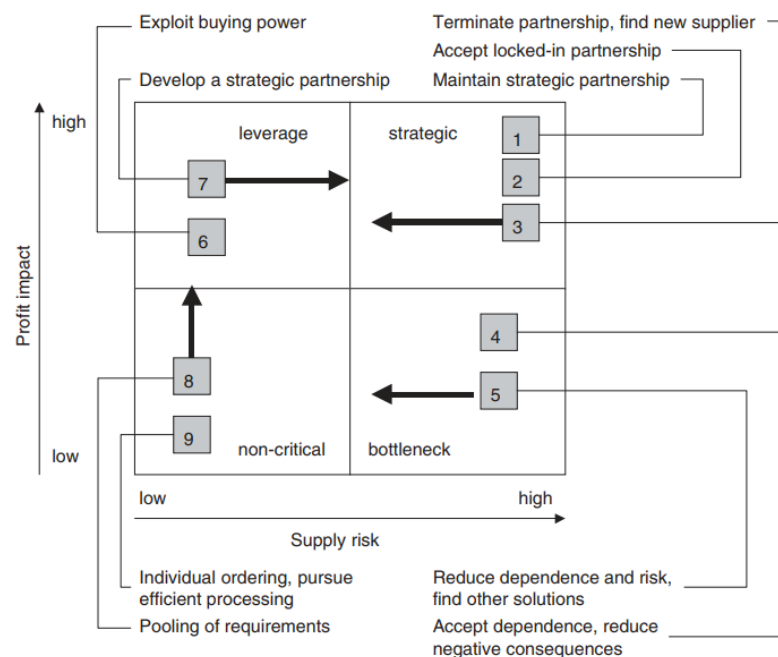 Exploit buying power
Terminate partnership, find new supplier
Accept locked-in partnership
Develop a strategic partnership
Maintain strategic partnership
high
leverage
strategic
1
2
7
3
6
Profit impact
4
8
5
9
low
non-critical
bottleneck
low
high
Supply risk
Individual ordering, pursue
efficient processing
Reduce dependence and risk,
find other solutions
Pooling of requirements
Accept dependence, reduce
negative consequences